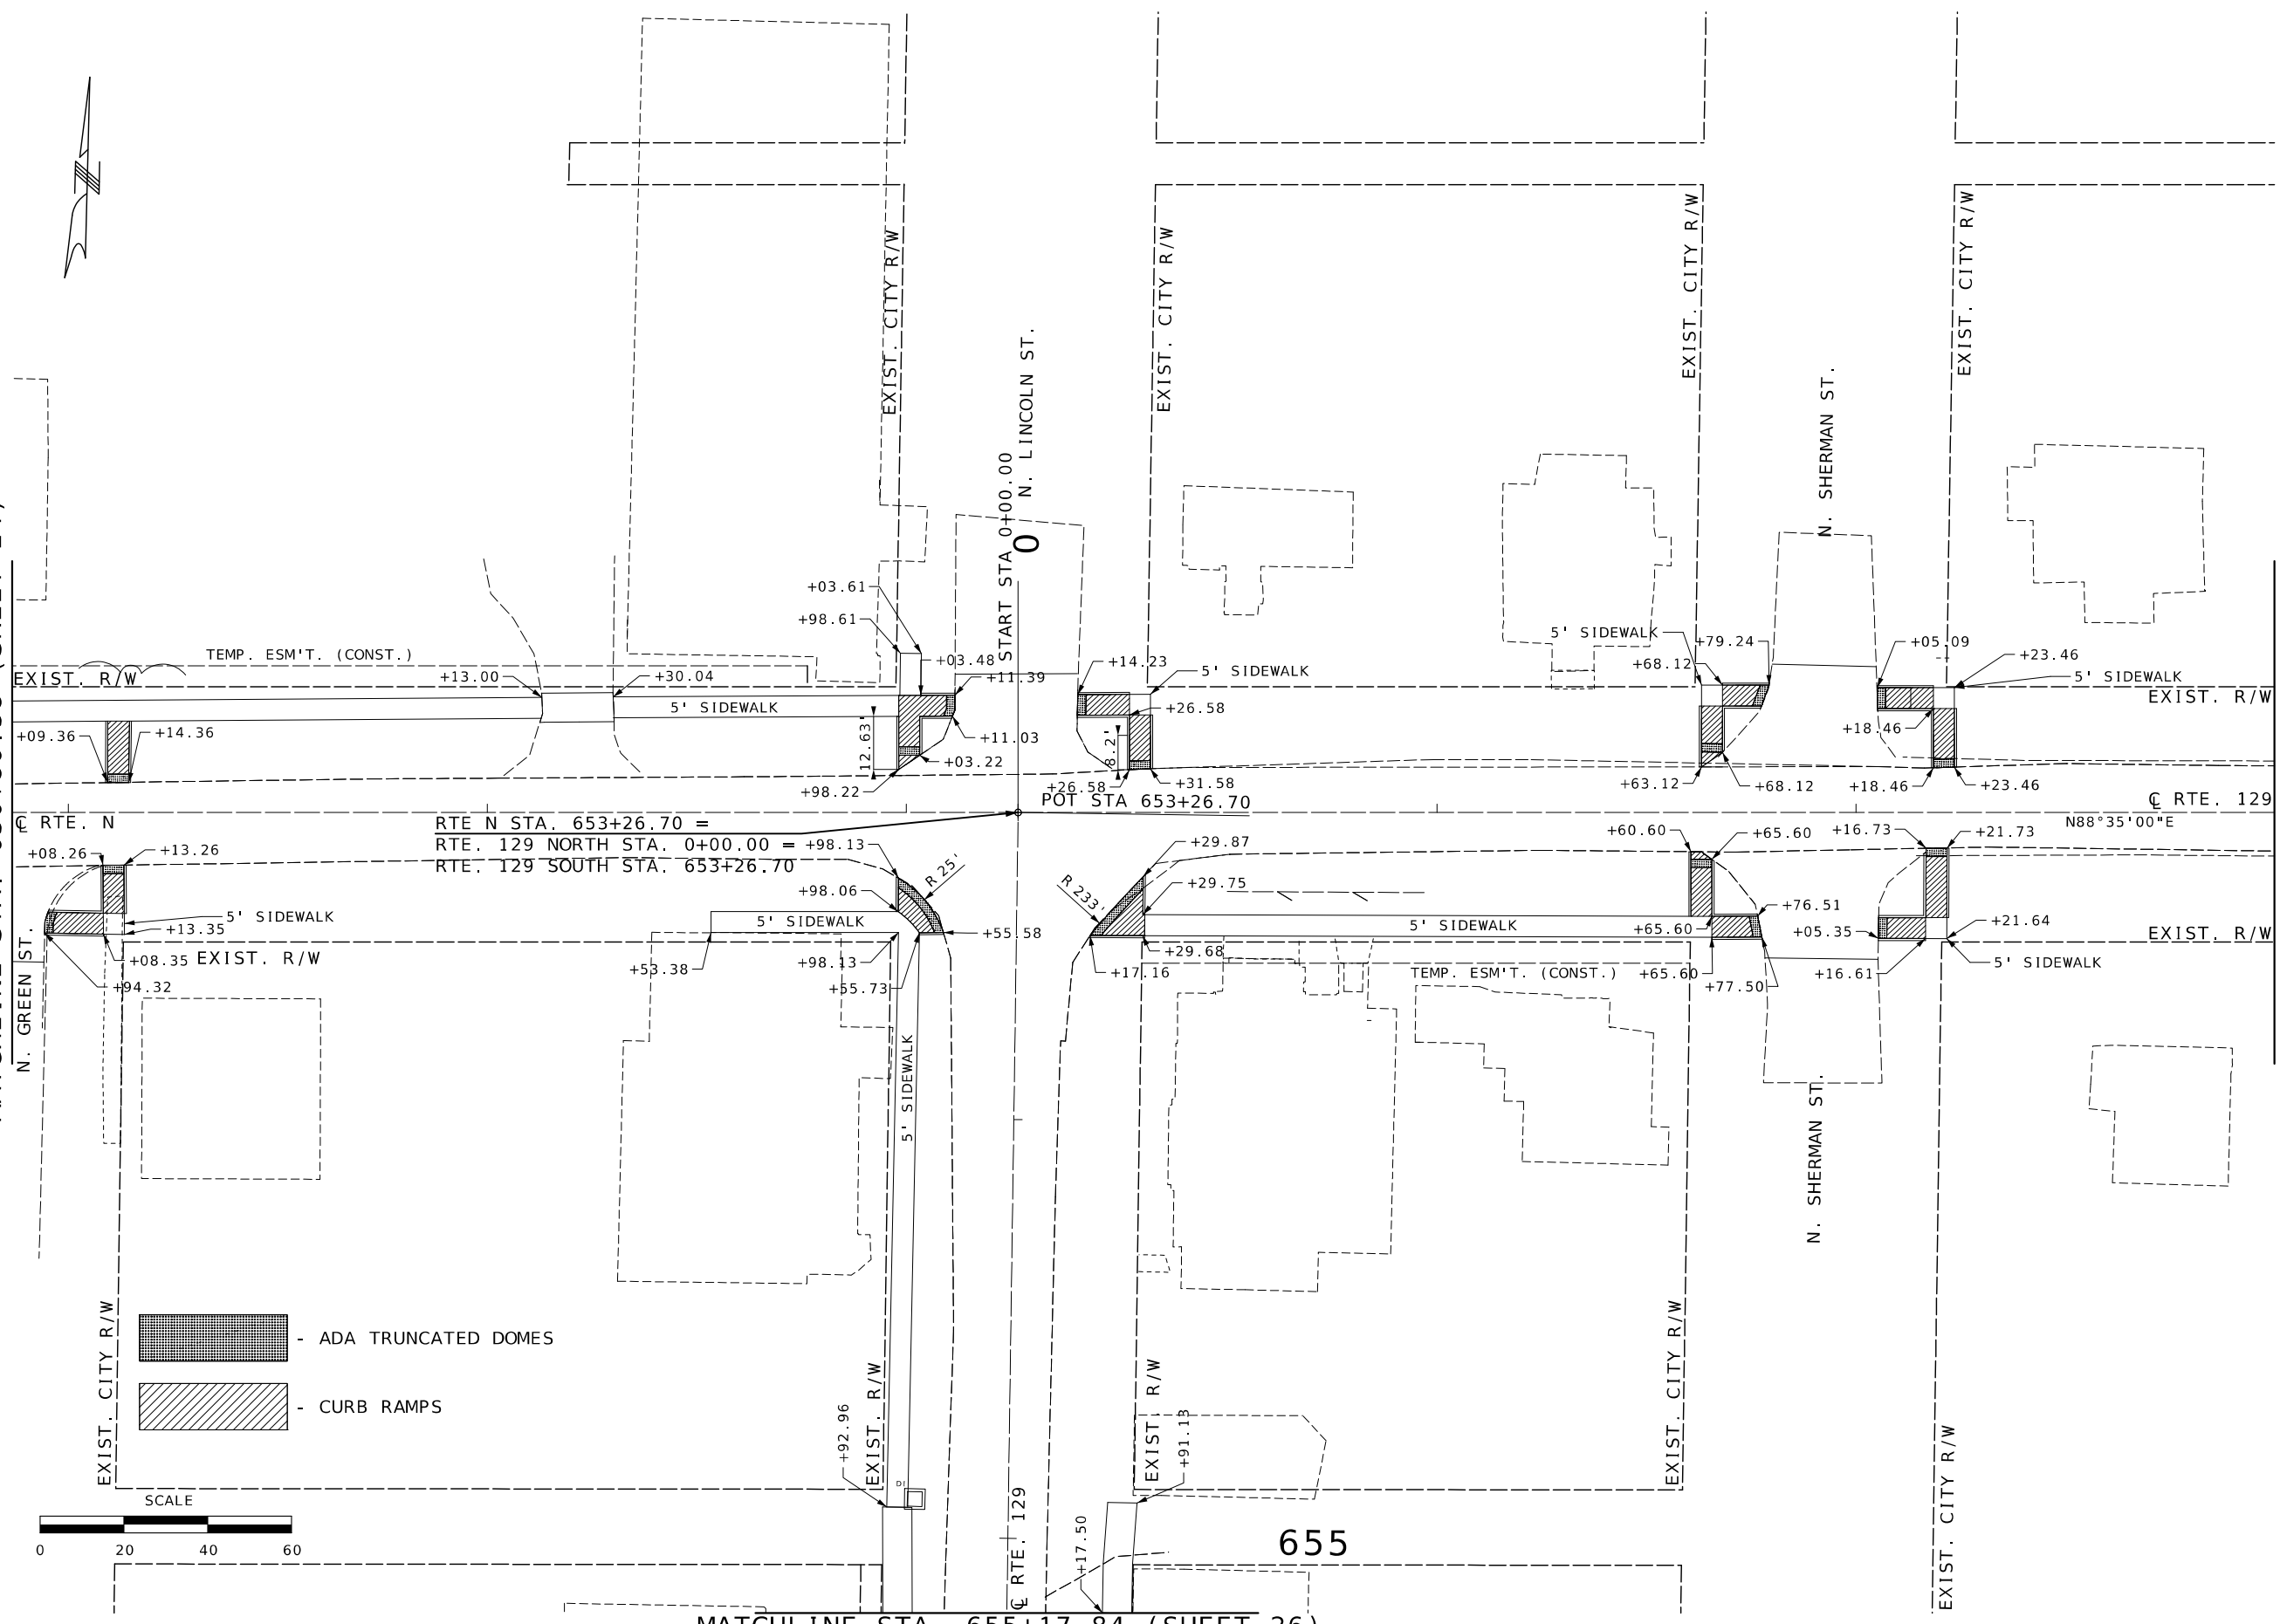 EXIST. CITY R/W
EXIST. CITY R/W
EXIST. CITY R/W
EXIST. CITY R/W
N. LINCOLN ST.
START STA 0+00.00
0
N. SHERMAN ST.
+03.61
+98.61
+03.48
+11.39
+14.23
5' SIDEWALK
5' SIDEWALK
+79.24
+68.12
+05.09
+23.46
5' SIDEWALK
TEMP. ESM'T. (CONST.)
EXIST. R/W
+13.00
+30.04
5' SIDEWALK
EXIST. R/W
+09.36
+14.36
12.63'
+11.03
+03.22
+98.22
8.2'
+26.58
+26.58
+31.58
+63.12
+68.12
+18.46
+18.46
+23.46
POT STA 653+26.70
℄ RTE. N
℄ RTE. 129
N88°35'00"E
RTE N STA. 653+26.70 =
RTE. 129 NORTH STA. 0+00.00 =
RTE. 129 SOUTH STA. 653+26.70
+08.26
+13.26
+98.13
R 25'
+98.06
+29.87
R 233'
+29.75
+60.60
+65.60
+16.73
+21.73
5' SIDEWALK
+13.35
+08.35
EXIST. R/W
+94.32
N. GREEN ST.
5' SIDEWALK
+53.38
+98.13
+55.73
+55.58
+17.16
+29.68
5' SIDEWALK
+65.60
+76.51
+05.35
+21.64
EXIST. R/W
TEMP. ESM'T. (CONST.)
+65.60
+77.50
+16.61
5' SIDEWALK
5' SIDEWALK
N. SHERMAN ST.
- ADA TRUNCATED DOMES
- CURB RAMPS
EXIST. CITY R/W
EXIST. R/W
EXIST. R/W
EXIST. CITY R/W
EXIST. CITY R/W
+92.96
DI
+91.13
℄ RTE. 129
+17.50
655
SCALE
0 20 40 60
MATCHLINE STA. 655+17.84 (SHEET 26)